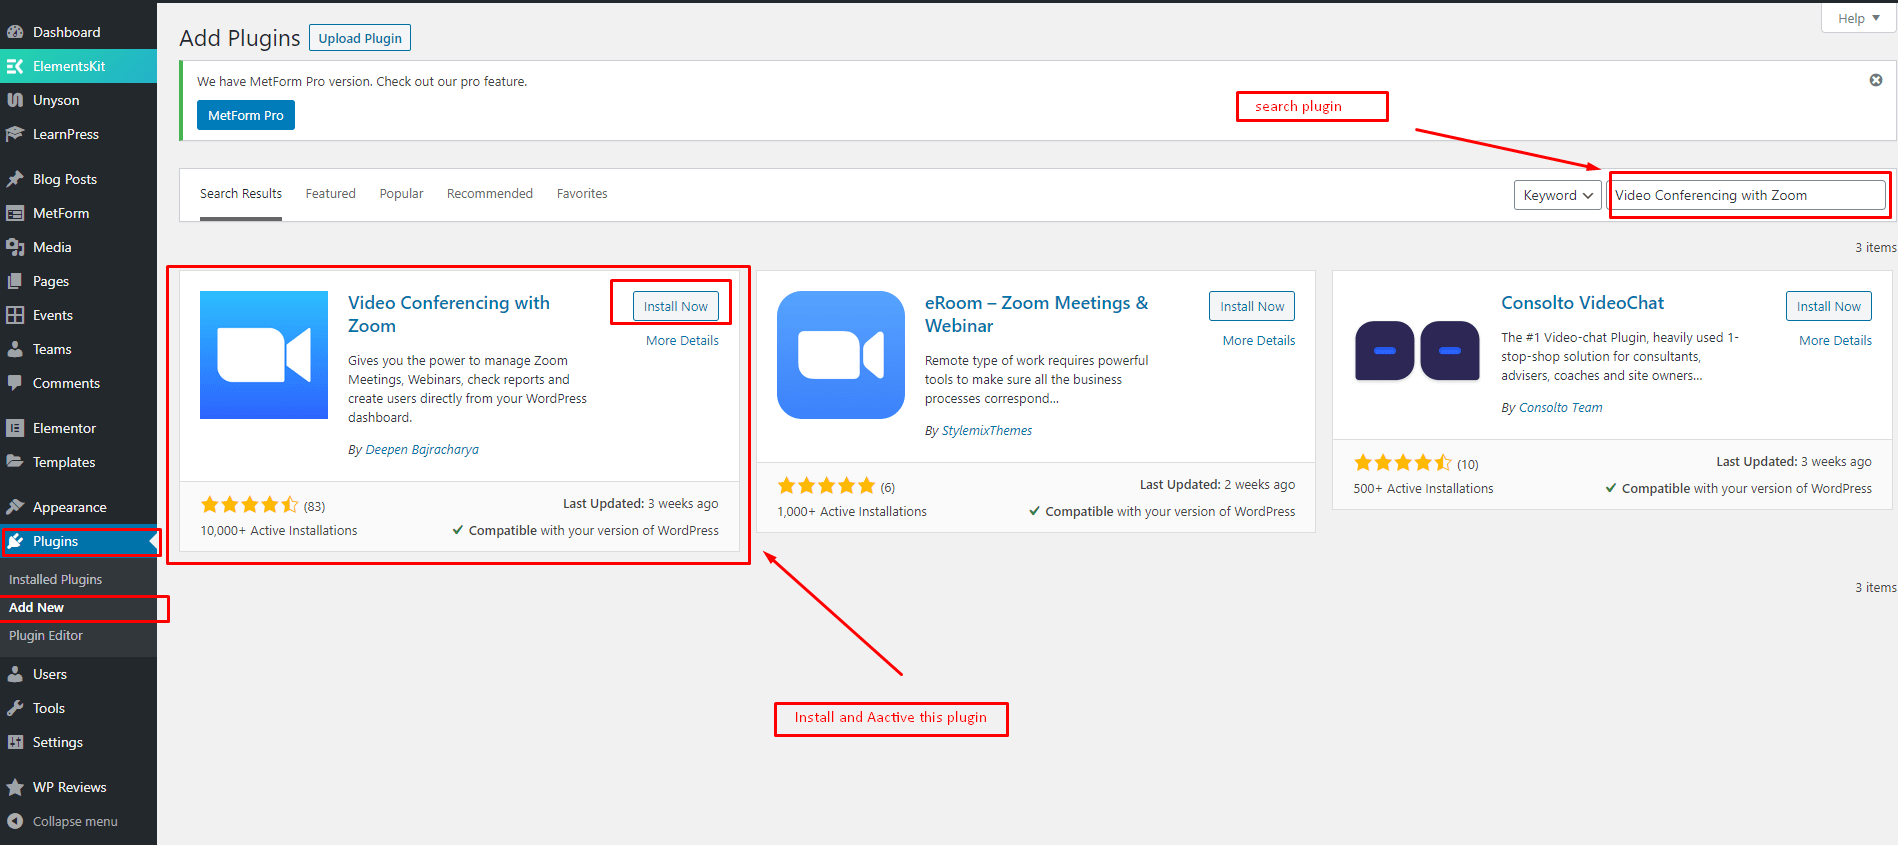 Dashboard
ElementsKit
Unyson
LearnPress
Blog Posts
MetForm
Media
Pages
Events
Teams
Comments
Elementor
Templates
Appearance
Plugins
Installed Plugins
Add New
Plugin Editor
Users
Tools
Settings
WP Reviews
Collapse menu
Help
Add Plugins
Upload Plugin
We have MetForm Pro version. Check out our pro feature.
MetForm Pro
search plugin
Search Results
Featured
Popular
Recommended
Favorites
Keyword
Video Conferencing with Zoom
3 items
Video Conferencing with
Zoom
Install Now
More Details
Gives you the power to manage Zoom
Meetings, Webinars, check reports and
create users directly from your WordPress
dashboard.
By Deepen Bajracharya
(83)
Last Updated: 3 weeks ago
10,000+ Active Installations
Compatible with your version of WordPress
eRoom – Zoom Meetings &
Webinar
Install Now
More Details
Remote type of work requires powerful
tools to make sure all the business
processes correspond…
By StylemixThemes
(6)
Last Updated: 2 weeks ago
1,000+ Active Installations
Compatible with your version of WordPress
Consolto VideoChat
Install Now
More Details
The #1 Video-chat Plugin, heavily used 1-
stop-shop solution for consultants,
advisers, coaches and site owners…
By Consolto Team
(10)
Last Updated: 3 weeks ago
500+ Active Installations
Compatible with your version of WordPress
3 items
Install and Aactive this plugin